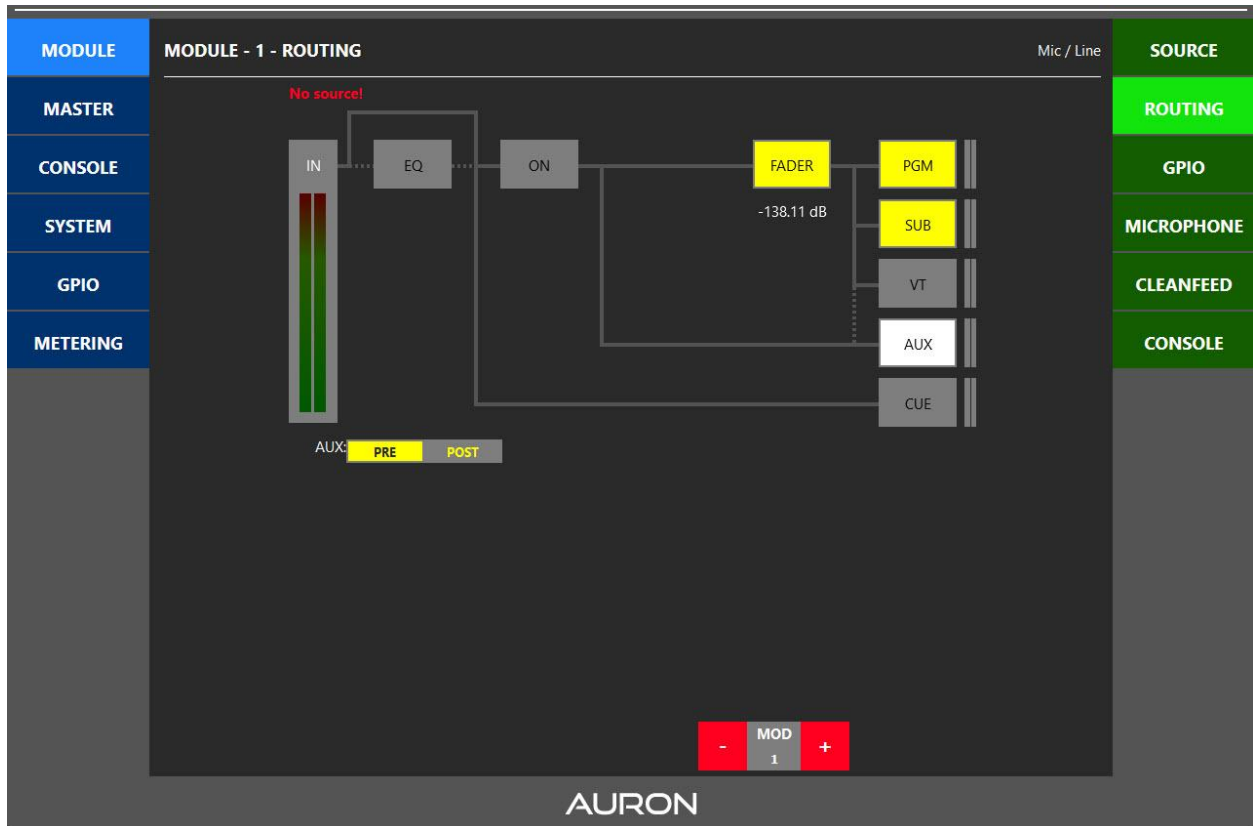 MODULE
MASTER
CONSOLE
SYSTEM
GPIO
METERING
MODULE - 1 - ROUTING
Mic / Line
No source!
IN
EQ
ON
FADER
-138.11 dB
PGM
SUB
VT
AUX
CUE
AUX: PRE POST
- MOD +
1
SOURCE
ROUTING
GPIO
MICROPHONE
CLEANFEED
CONSOLE
AURON